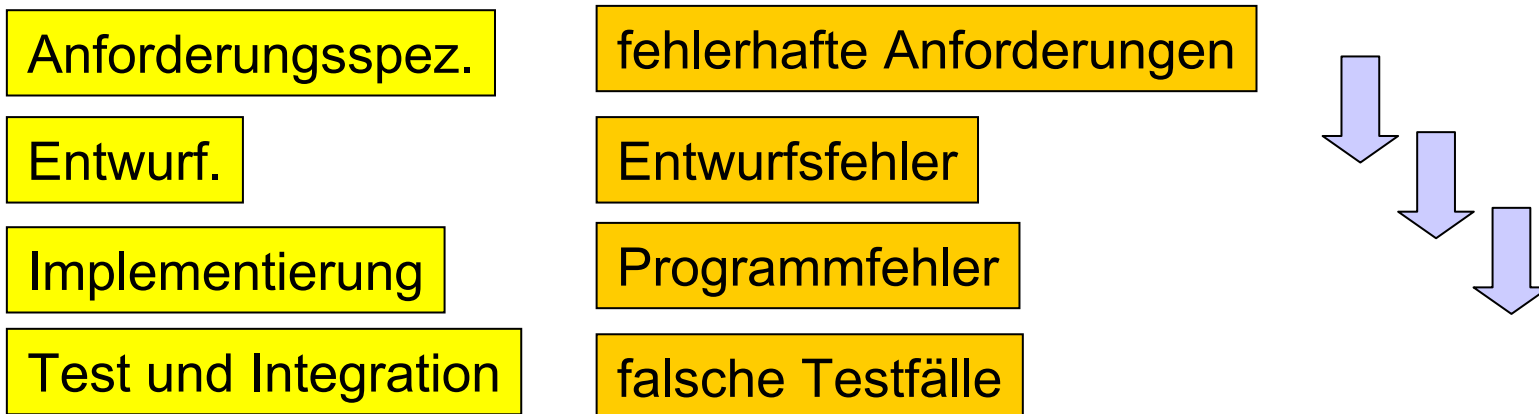 Anforderungsspez.
fehlerhafte Anforderungen
Entwurf.
Entwurfsfehler
Implementierung
Programmfehler
Test und Integration
falsche Testfälle